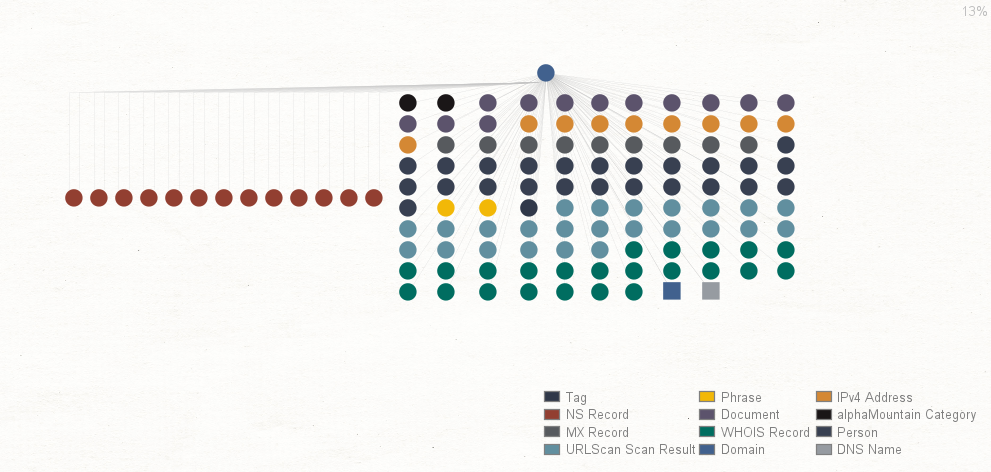 13%
Tag Phrase IPv4 Address
NS Record Document alphaMountain Category
MX Record WHOIS Record Person
URLScan Scan Result Domain DNS Name